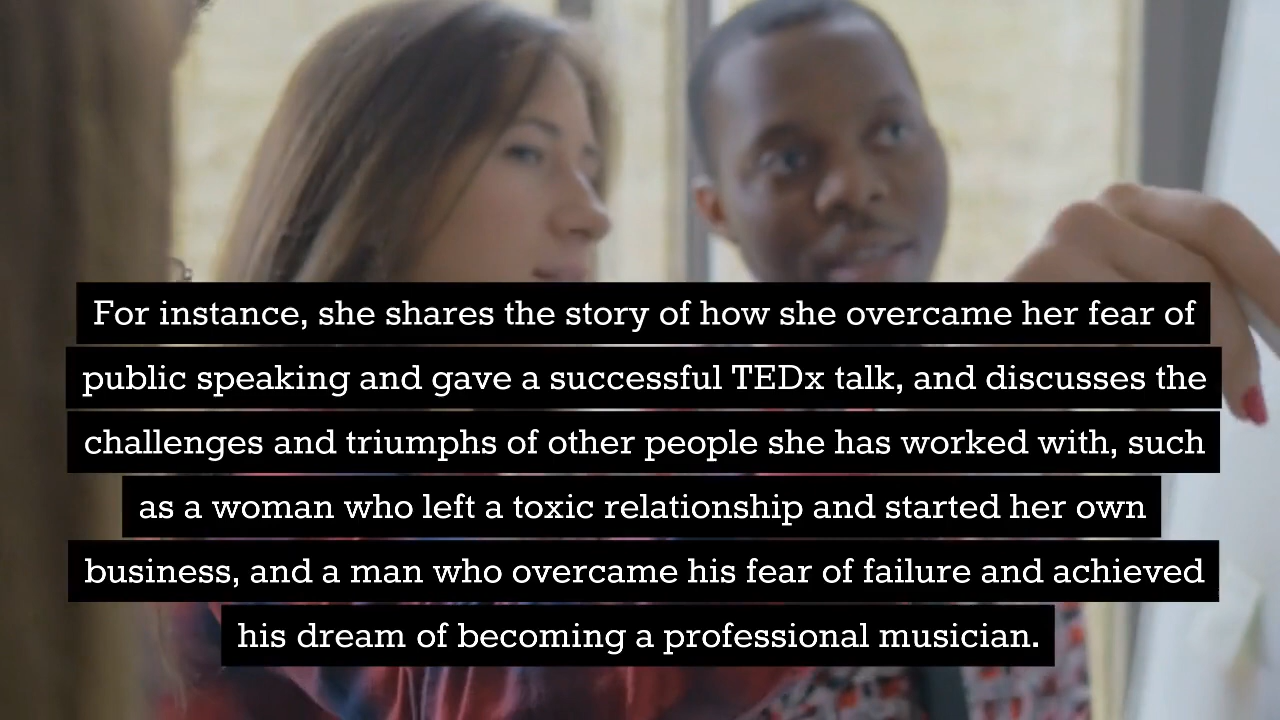 For instance, she shares the story of how she overcame her fear of
public speaking and gave a successful TEDx talk, and discusses the
challenges and triumphs of other people she has worked with, such
as a woman who left a toxic relationship and started her own
business, and a man who overcame his fear of failure and achieved
his dream of becoming a professional musician.